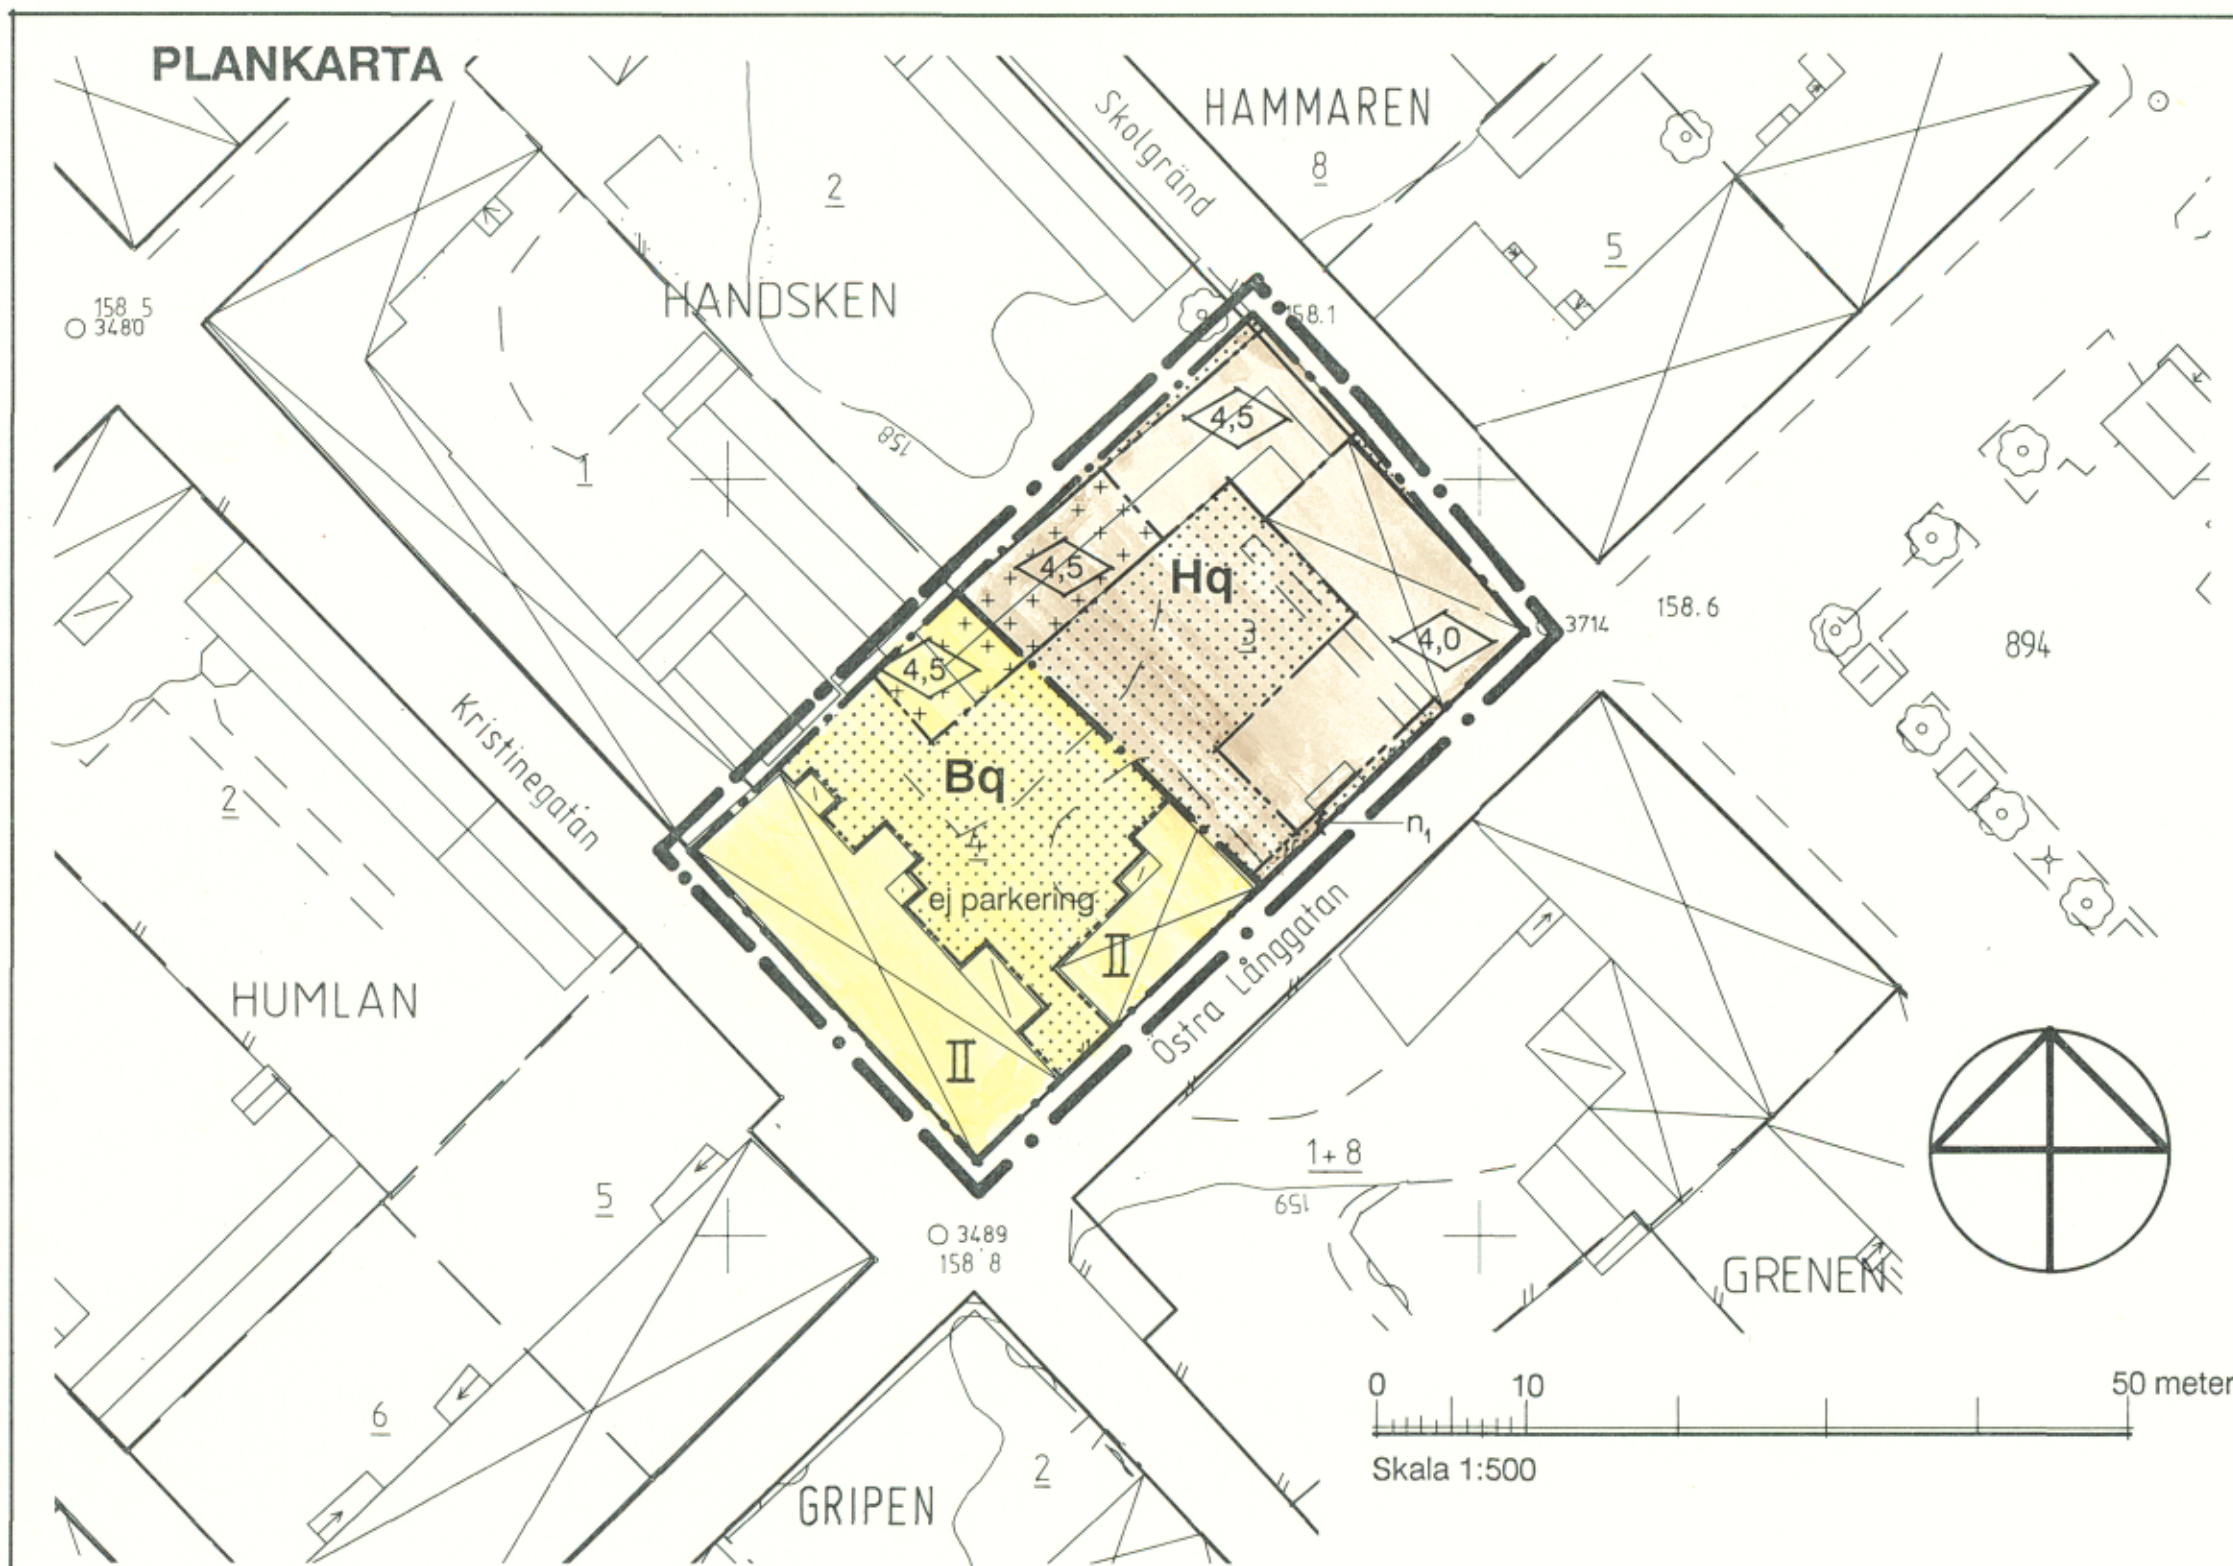 PLANKARTA
HAMMAREN
Skolgränd
8
2
5
158.5
3480
HANDSKEN
158.1
4,5
158
1
4,5
Hq
158.6
3714
3
4,0
894
4,5
Kristinegatan
Bq
2
n1
4
ej parkering
II
HUMLAN
Östra Långgatan
II
1+8
5
159
3489
158.8
GRENEN
0 10 50 meter
6
Skala 1:500
2
GRIPEN